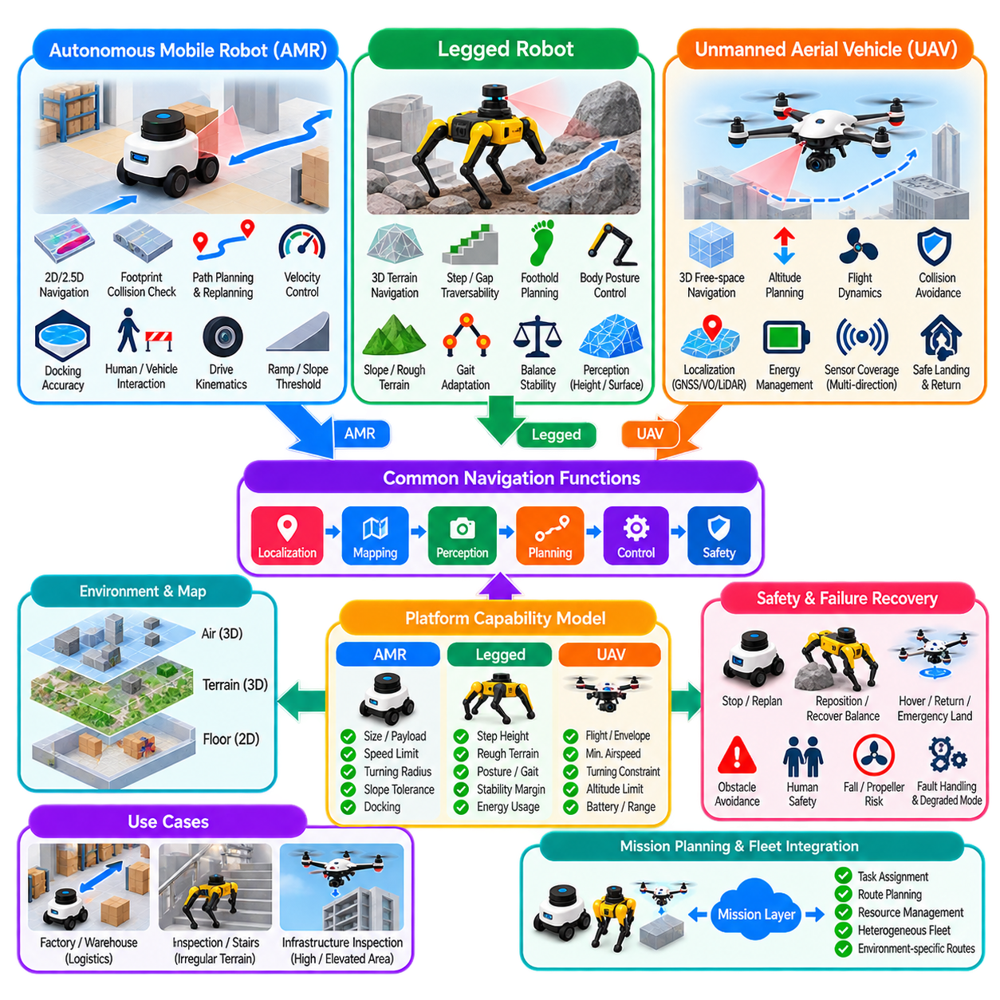 Autonomous Mobile Robot (AMR)
2D/2.5D
Navigation
Footprint
Collision Check
Path Planning
& Replanning
Velocity
Control
Docking
Accuracy
Human / Vehicle
Interaction
Drive
Kinematics
Ramp / Slope
Threshold
Legged Robot
3D Terrain
Navigation
Step / Gap
Traversability
Foothold
Planning
Body Posture
Control
Slope / Rough
Terrain
Gait
Adaptation
Balance
Stability
Perception
(Height / Surface)
Unmanned Aerial Vehicle (UAV)
3D Free-space
Navigation
Altitude
Planning
Flight
Dynamics
Collision
Avoidance
Localization
(GNSS/VO/LiDAR)
Energy
Management
Sensor Coverage
(Multi-direction)
Safe Landing
& Return
AMR
Legged
UAV
Common Navigation Functions
Localization
Mapping
Perception
Planning
Control
Safety
Environment & Map
Air (3D)
Terrain (3D)
Floor (2D)
Platform Capability Model
AMR
Size / Payload
Speed Limit
Turning Radius
Slope Tolerance
Docking
Legged
Step Height
Reugh Terrain
Posture / Gait
Stability Margin
Energy Usage
UAV
Flight / Envelope
Min. Airspeed
Turning Constraint
Altitude Limit
Battery / Range
Safety & Failure Recovery
Stop / Replan
Reposition /
Recover Balance
Hover / Return /
Emergency Land
Obstacle
Avoidance
Human
Safety
Fall / Propeller
Risk
Fault Handling
& Degraded Mode
Use Cases
Factory / Warehouse
(Logistics)
Inspection / Stairs
(Irregular Terrain)
Infrastructure Inspection
(High / Elevated Area)
Mission Planning & Fleet Integration
Mission Layer
Task Assignment
Route Planning
Resource Management
Heterogeneous Fleet
Environment-specific Routes